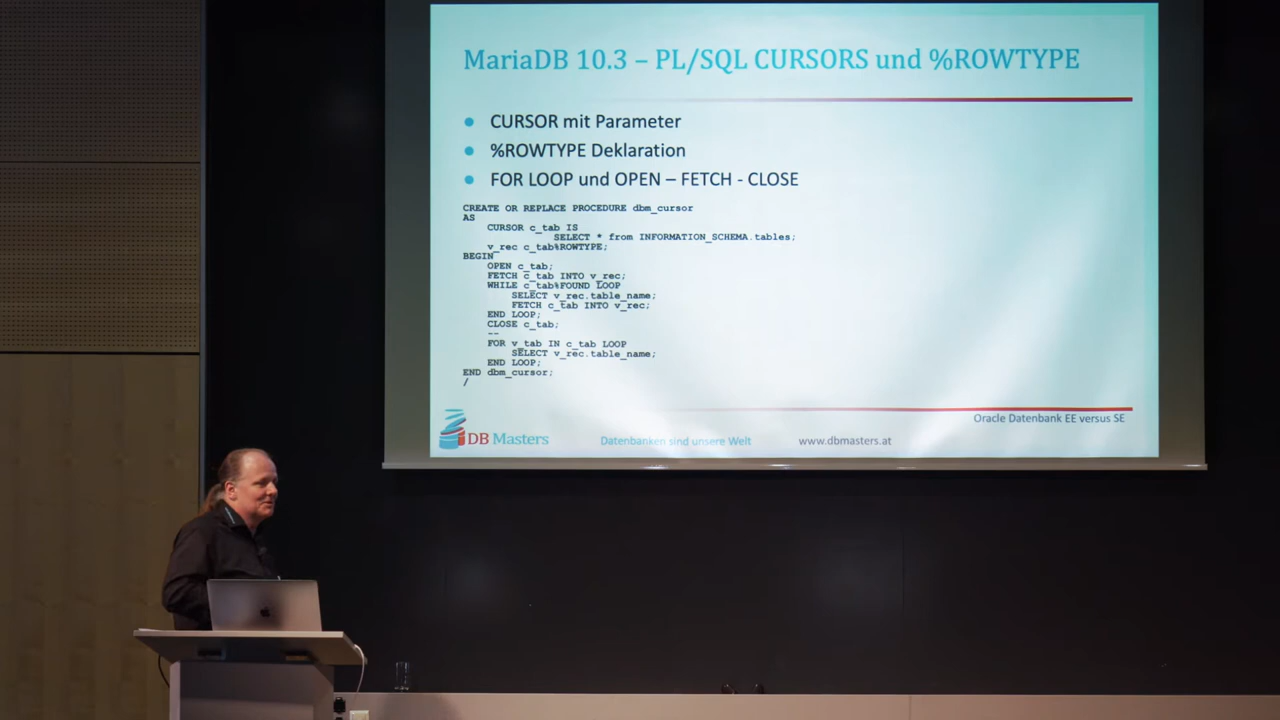 MariaDB 10.3 – PL/SQL CURSORS und %ROWTYPE
● CURSOR mit Parameter
● %ROWTYPE Deklaration
● FOR LOOP und OPEN – FETCH - CLOSE
CREATE OR REPLACE PROCEDURE dbm_cursor
AS
CURSOR c_tab IS
SELECT * from INFORMATION_SCHEMA.tables;
v_rec c_tab%ROWTYPE;
BEGIN
OPEN c_tab;
FETCH c_tab INTO v_rec;
WHILE c_tab%FOUND LOOP
SELECT v_rec.table_name;
FETCH c_tab INTO v_rec;
END LOOP;
CLOSE c_tab;
--
FOR v_tab IN c_tab LOOP
SELECT v_rec.table_name;
END LOOP;
END dbm_cursor;
/
Oracle Datenbank EE versus SE
DB Masters Datenbanken sind unsere Welt www.dbmasters.at